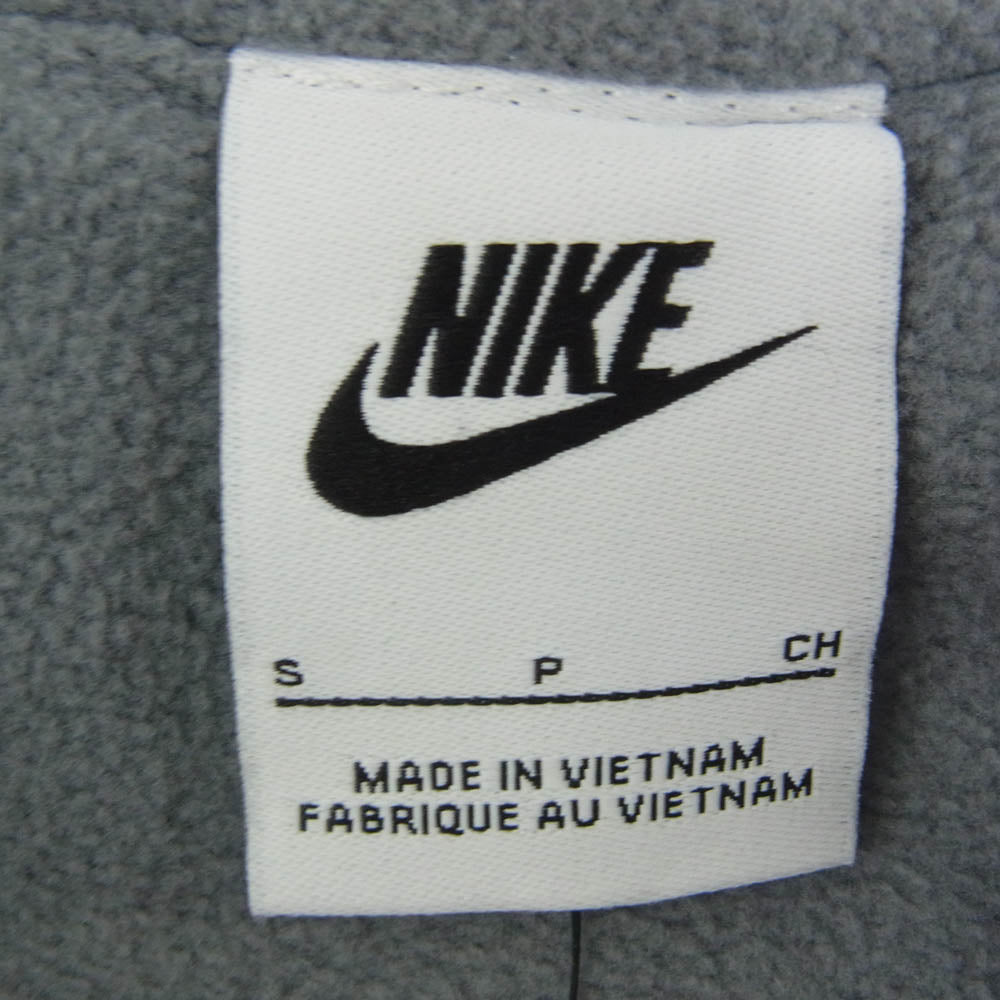 NIKE
S P CH
MADE IN VIETNAM
FABRIQUE AU VIETNAM